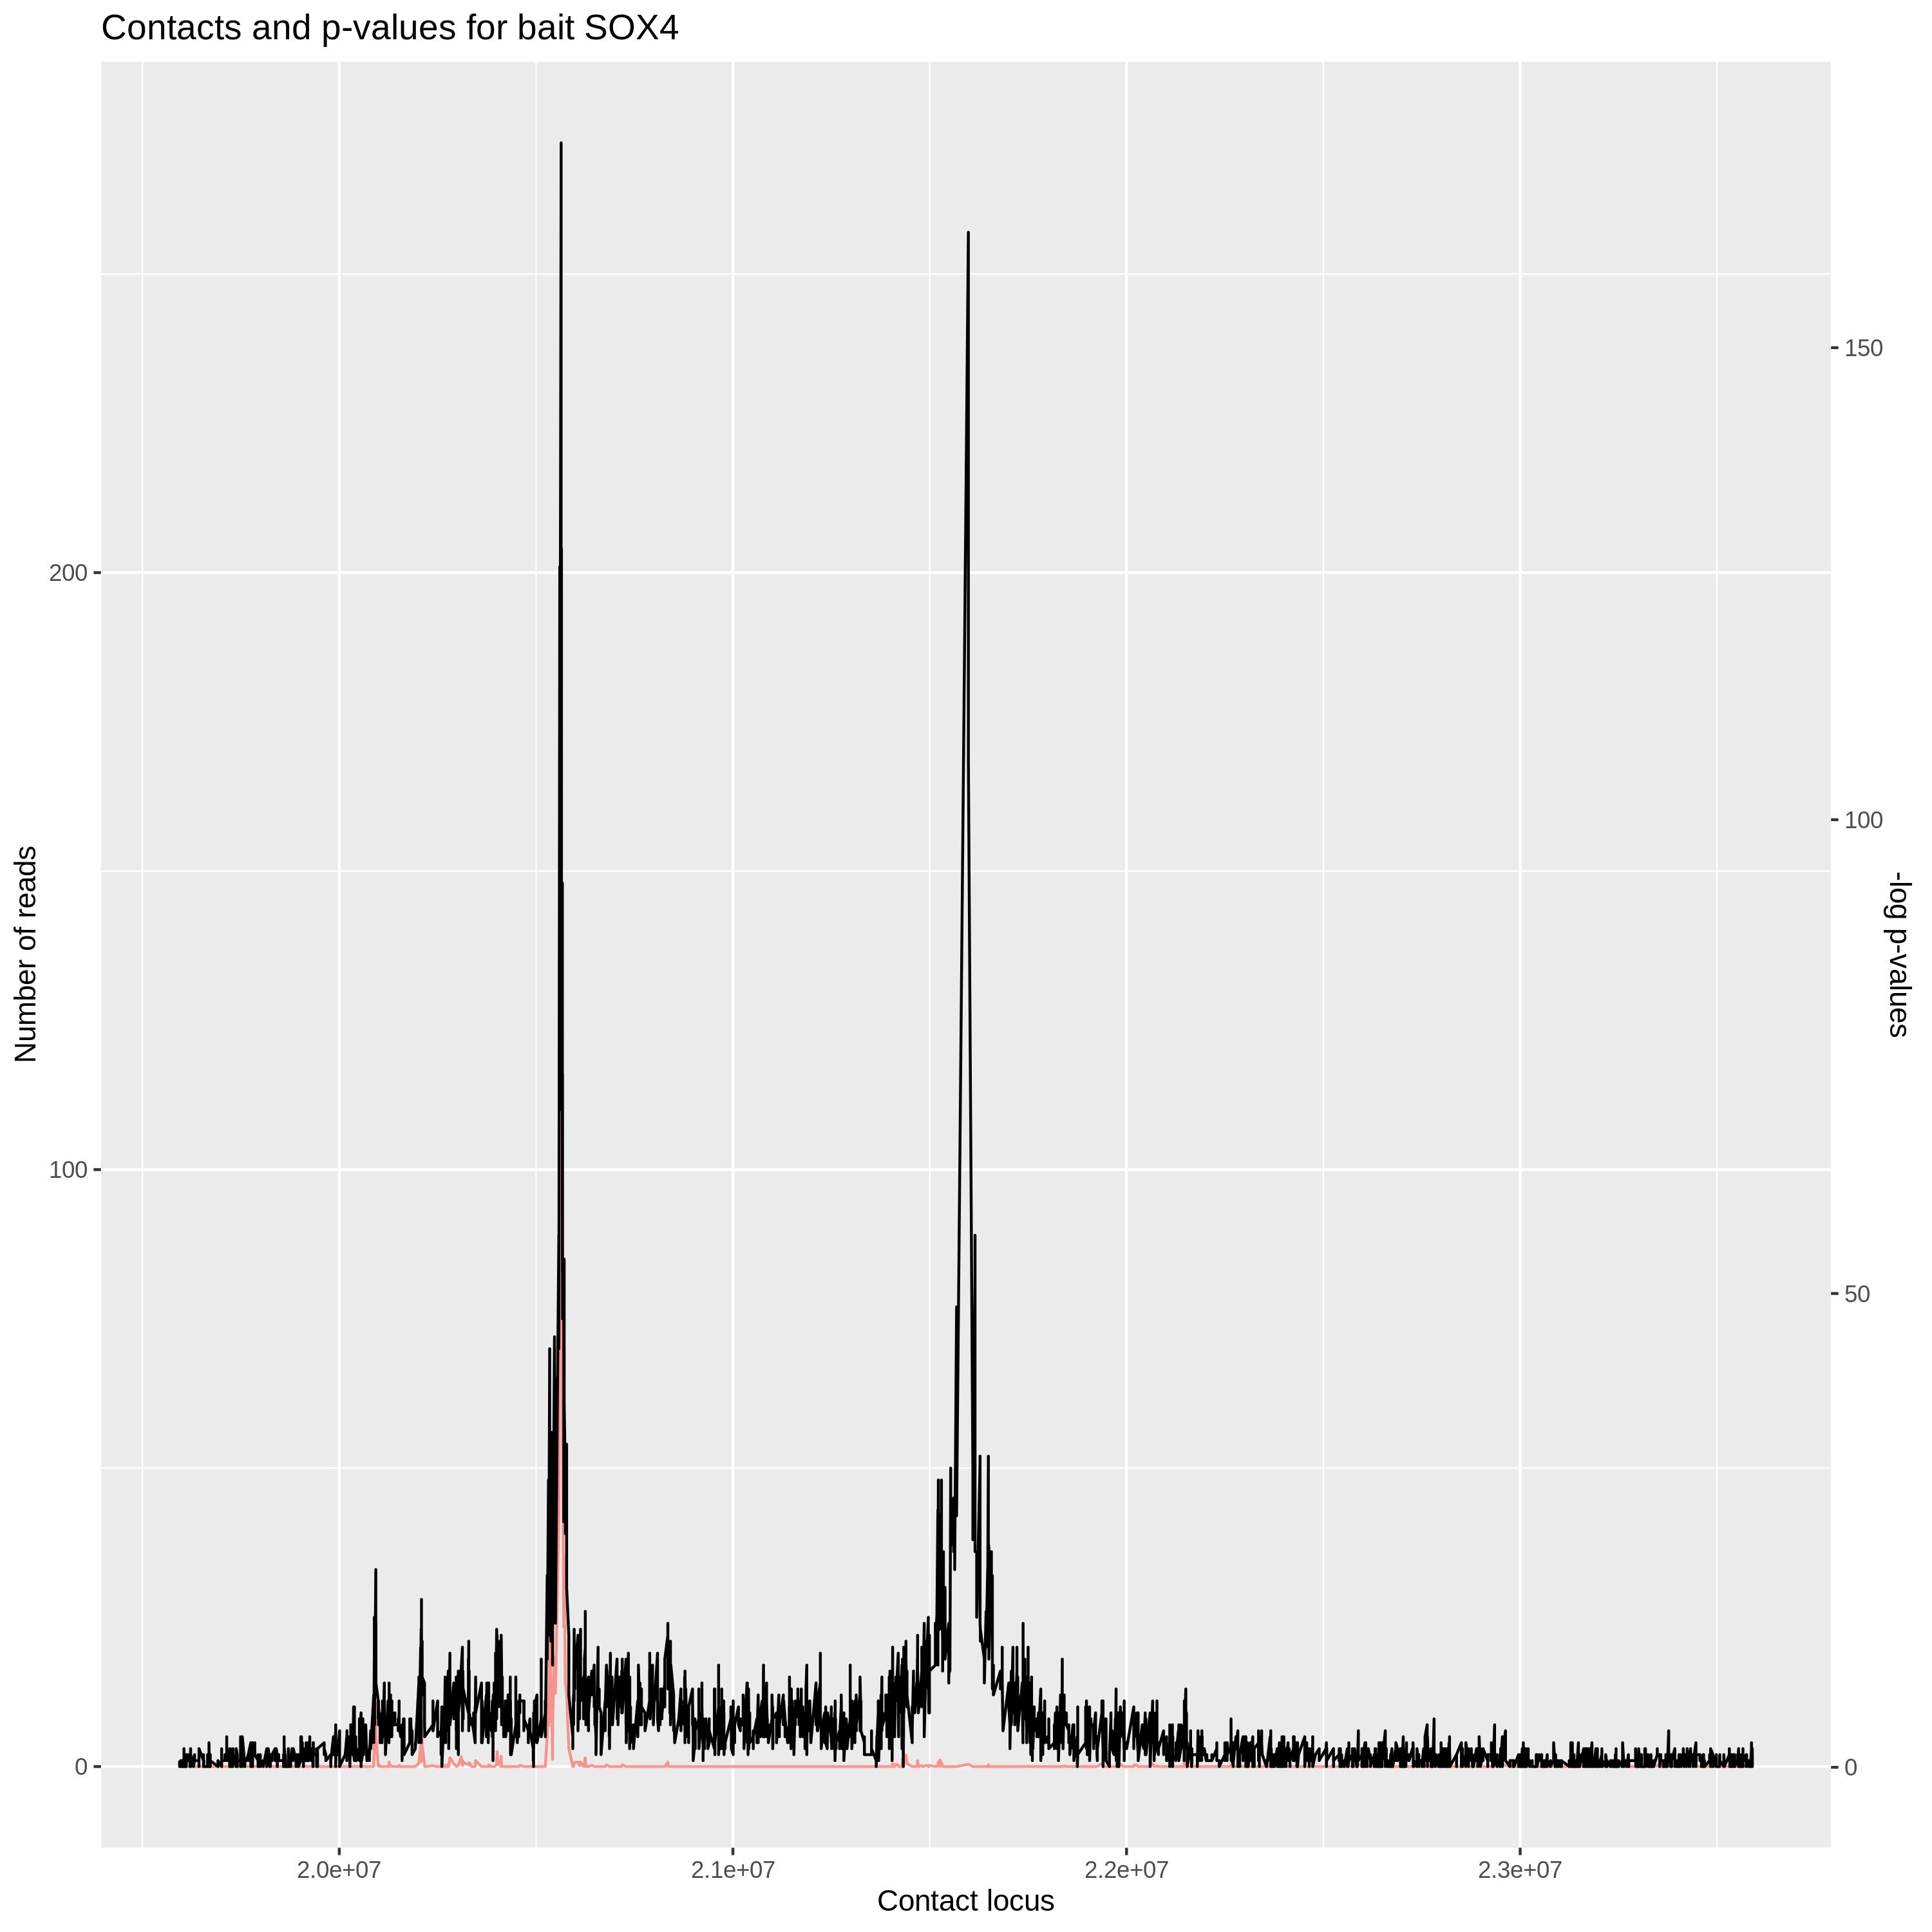 Contacts and p-values for bait SOX4
Number of reads
200
100
0
150
100
50
0
-log p-values
2.0e+07
2.1e+07
2.2e+07
2.3e+07
Contact locus